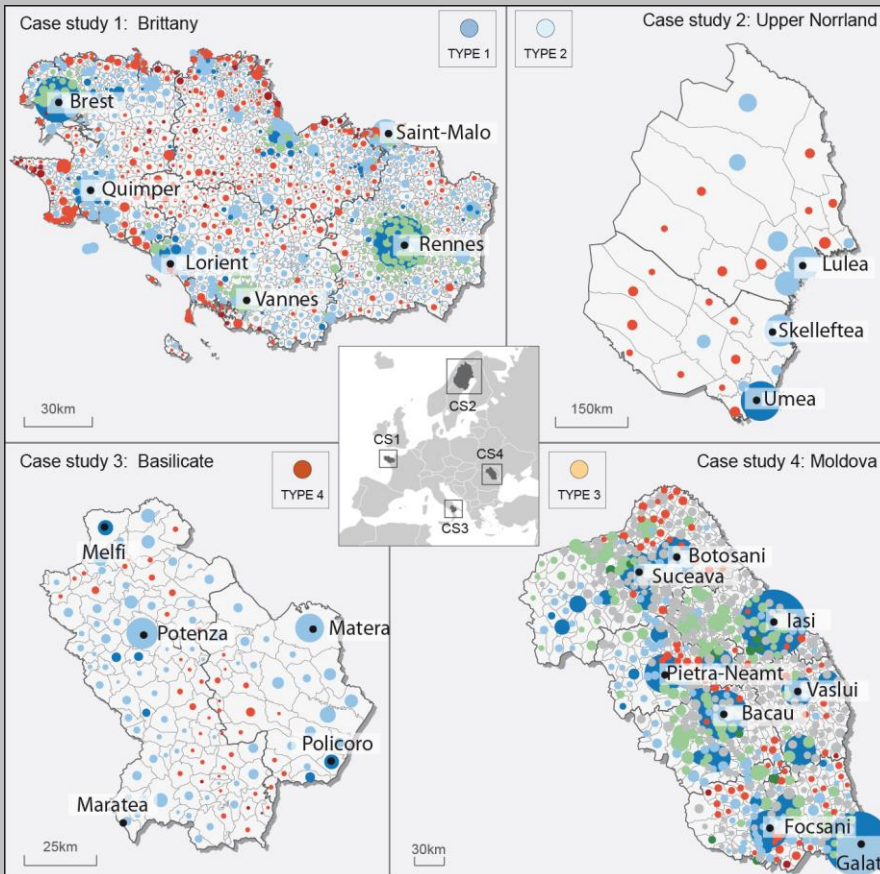 Case study 1: Brittany
TYPE 1
TYPE 2
Case study 2: Upper Norrland
Brest
Saint-Malo
Quimper
Rennes
Lorient
Vannes
30km
Lulea
Skelleftea
Umea
150km
CS2
CS1
CS4
CS3
Case study 3: Basilicate
TYPE 4
TYPE 3
Case study 4: Moldova
Melfi
Potenza
Matera
Policoro
Maratea
25km
Botosani
Suceava
Iasi
Pietra-Neamt
Vaslui
Bacau
Focsani
Galat
30km